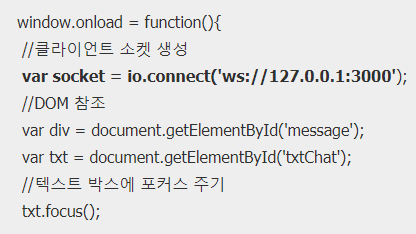 window.onload = function(){
//클라이언트 소켓 생성
var socket = io.connect('ws://127.0.0.1:3000');
//DOM 참조
var div = document.getElementById('message');
var txt = document.getElementById('txtChat');
//텍스트 박스에 포커스 주기
txt.focus();